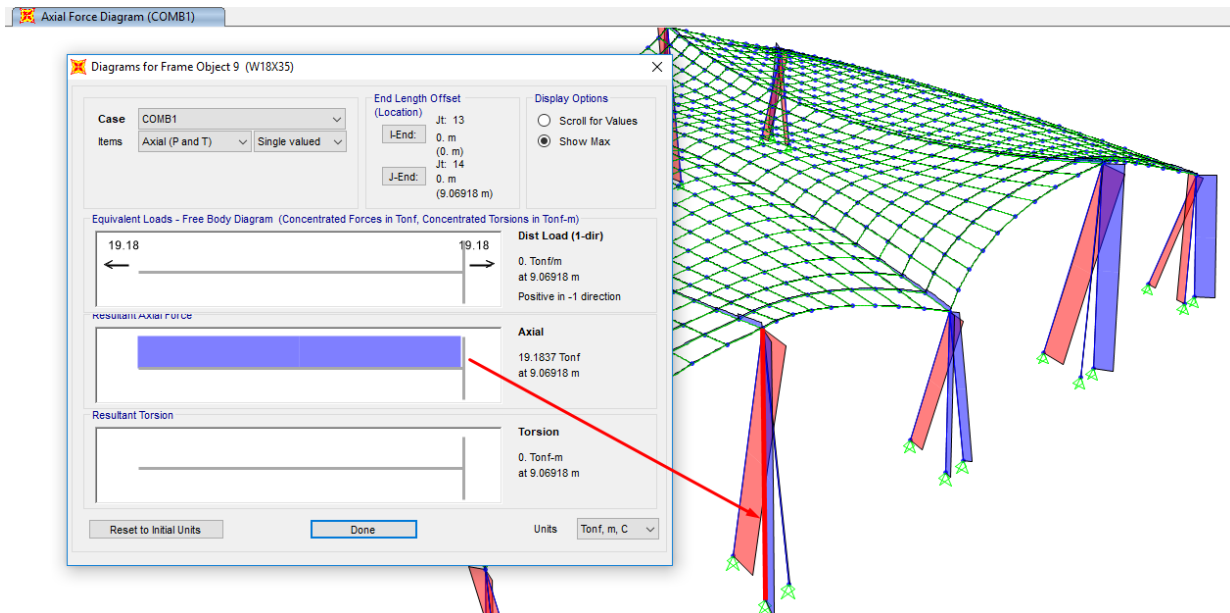 Axial Force Diagram (COMB1)
Diagrams for Frame Object 9 (W18X35)
Case COMB1
Items Axial (P and T) Single valued
End Length Offset
(Location)
Jt: 13
I-End: 0. m
(0. m)
Jt: 14
J-End: 0. m
(9.06918 m)
Display Options
Scroll for Values
Show Max
Equivalent Loads - Free Body Diagram (Concentrated Forces in Tonf, Concentrated Torsions in Tonf-m)
19.18 19.18
Dist Load (1-dir)
0. Tonf/m
at 9.06918 m
Positive in -1 direction
Resultant Axial Force
Axial
19.1837 Tonf
at 9.06918 m
Resultant Torsion
Torsion
0. Tonf-m
at 9.06918 m
Reset to Initial Units
Done
Units Tonf, m, C